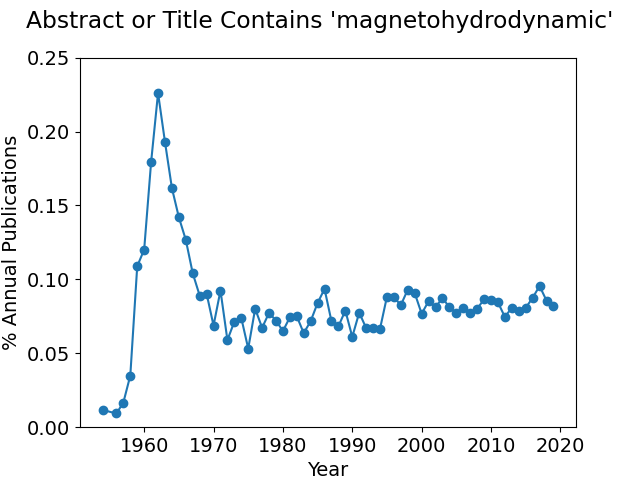 Abstract or Title Contains 'magnetohydrodynamic'
% Annual Publications
0.25
0.20
0.15
0.10
0.05
0.00
1960 1970 1980 1990 2000 2010 2020
Year